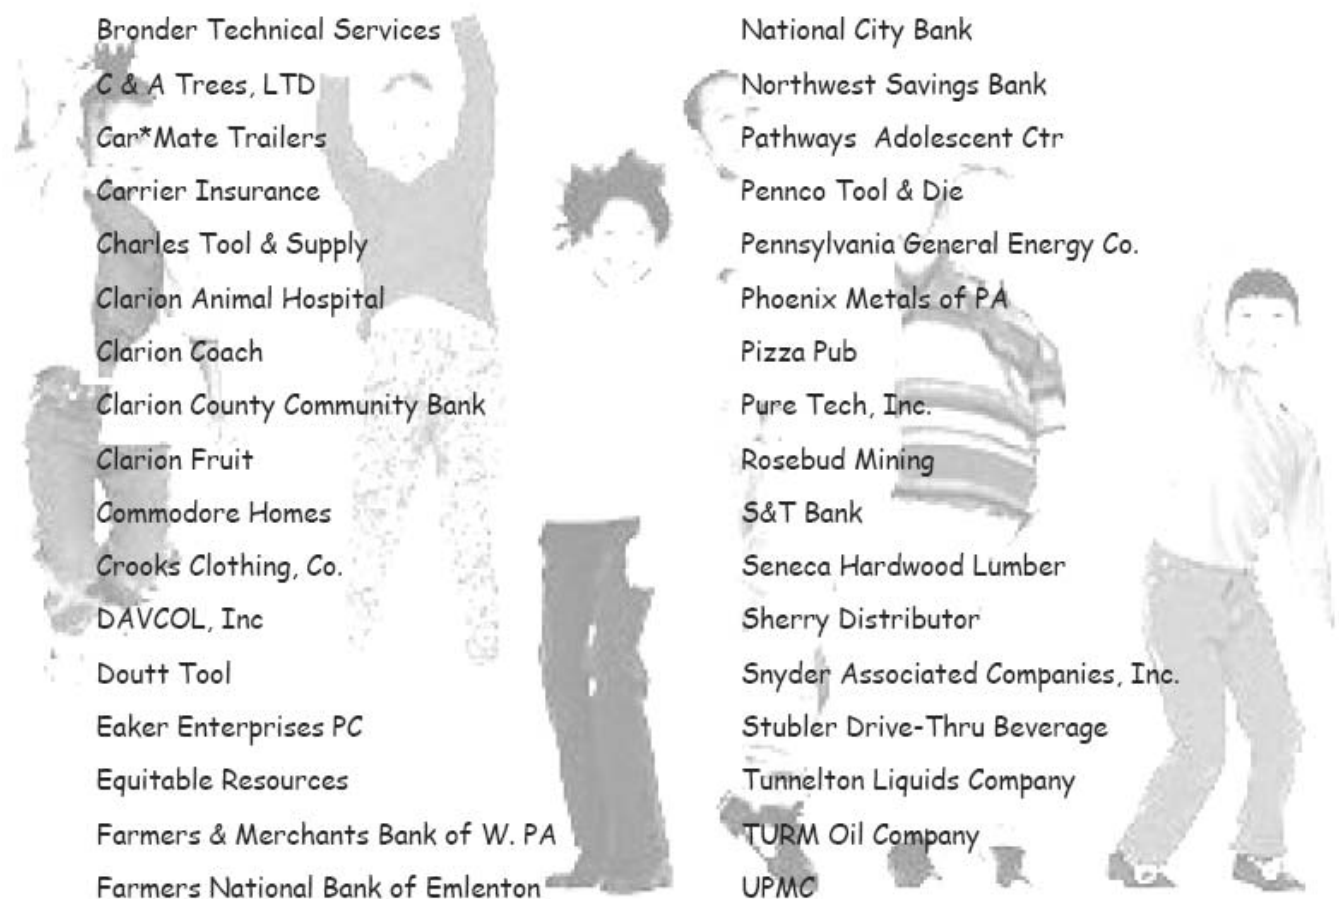 Bronder Technical Services
C & A Trees, LTD
Car*Mate Trailers
Carrier Insurance
Charles Tool & Supply
Clarion Animal Hospital
Clarion Coach
Clarion County Community Bank
Clarion Fruit
Commodore Homes
Crooks Clothing, Co.
DAVCOL, Inc
Doutt Tool
Eaker Enterprises PC
Equitable Resources
Farmers & Merchants Bank of W. PA
Farmers National Bank of Emlenton
National City Bank
Northwest Savings Bank
Pathways  Adolescent Ctr
Pennco Tool & Die
Pennsylvania General Energy Co.
Phoenix Metals of PA
Pizza Pub
Pure Tech, Inc.
Rosebud Mining
S&T Bank
Seneca Hardwood Lumber
Sherry Distributor
Snyder Associated Companies, Inc.
Stubler Drive-Thru Beverage
Tunnelton Liquids Company
TURM Oil Company
UPMC